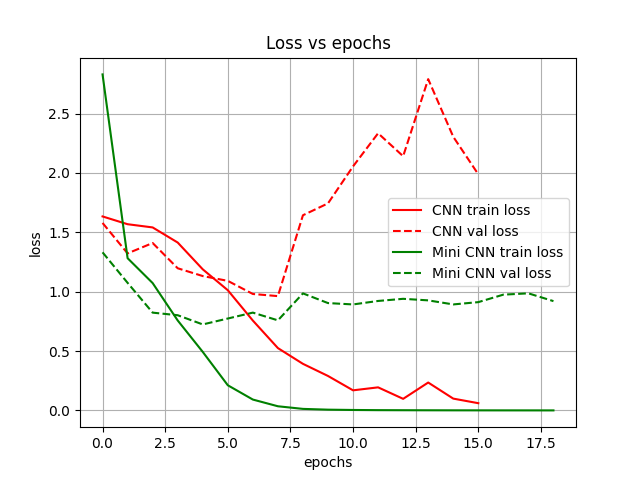 Loss vs epochs
2.5
2.0
1.5
1.0
0.5
0.0
loss
CNN train loss
CNN val loss
Mini CNN train loss
Mini CNN val loss
0.0 2.5 5.0 7.5 10.0 12.5 15.0 17.5
epochs